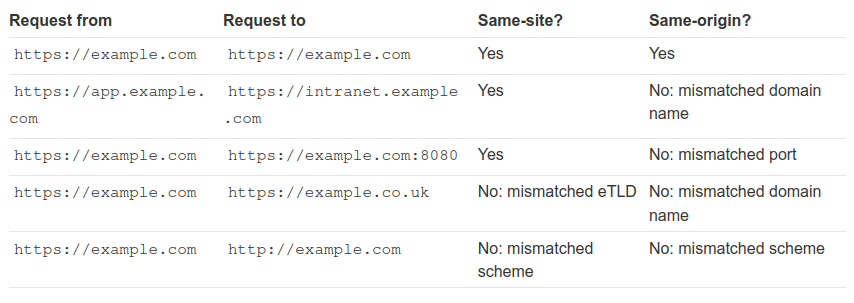 Request from Request to Same-site? Same-origin?
https://example.com https://example.com Yes Yes
https://app.example. https://intranet.example Yes No: mismatched domain
com .com name
https://example.com https://example.com:8080 Yes No: mismatched port
https://example.com https://example.co.uk No: mismatched eTLD No: mismatched domain
name
https://example.com http://example.com No: mismatched No: mismatched scheme
scheme